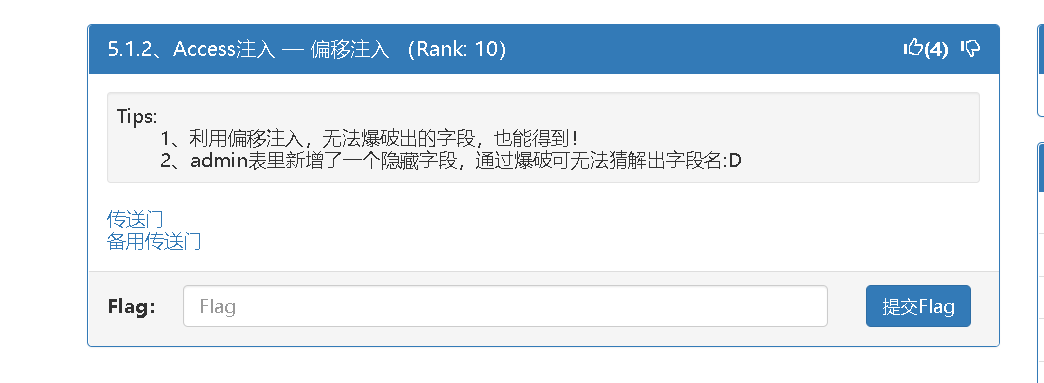 5.1.2、Access注入 — 偏移注入 （Rank: 10） (4)
Tips:
1、利用偏移注入，无法爆破出的字段，也能得到！
2、admin表里新增了一个隐藏字段，通过爆破可无法猜解出字段名:D
传送门
备用传送门
Flag: Flag 提交Flag